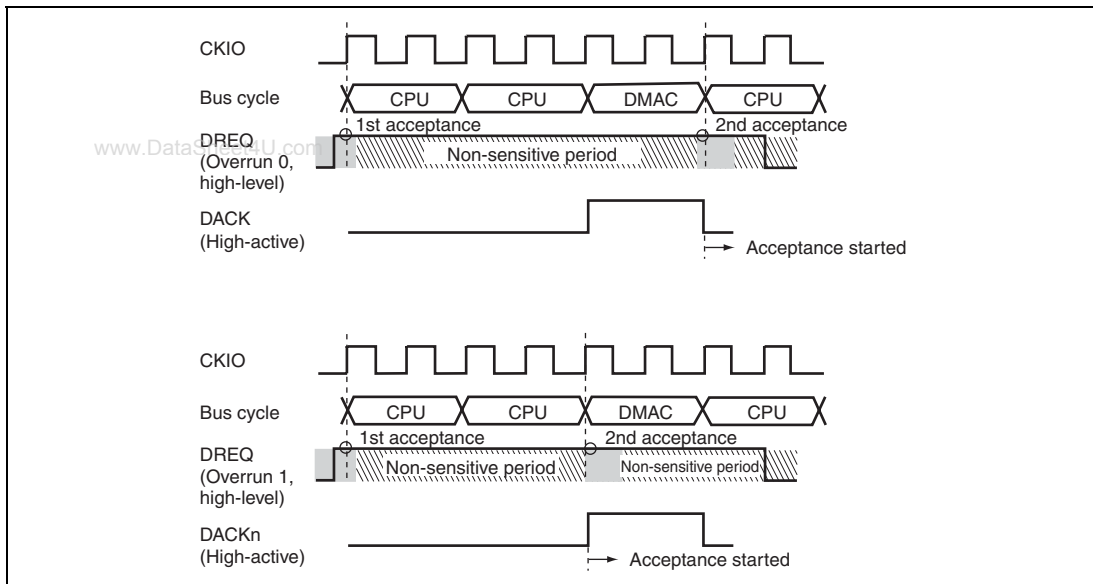 CKIO
Bus cycle
CPU CPU DMAC CPU
1st acceptance 2nd acceptance
www.DataSheet4U.com
DREQ
(Overrun 0,
high-level)
Non-sensitive period
DACK
(High-active)
Acceptance started
CKIO
Bus cycle
CPU CPU DMAC CPU
1st acceptance 2nd acceptance
DREQ
(Overrun 1,
high-level)
Non-sensitive period Non-sensitive period
DACKn
(High-active)
Acceptance started